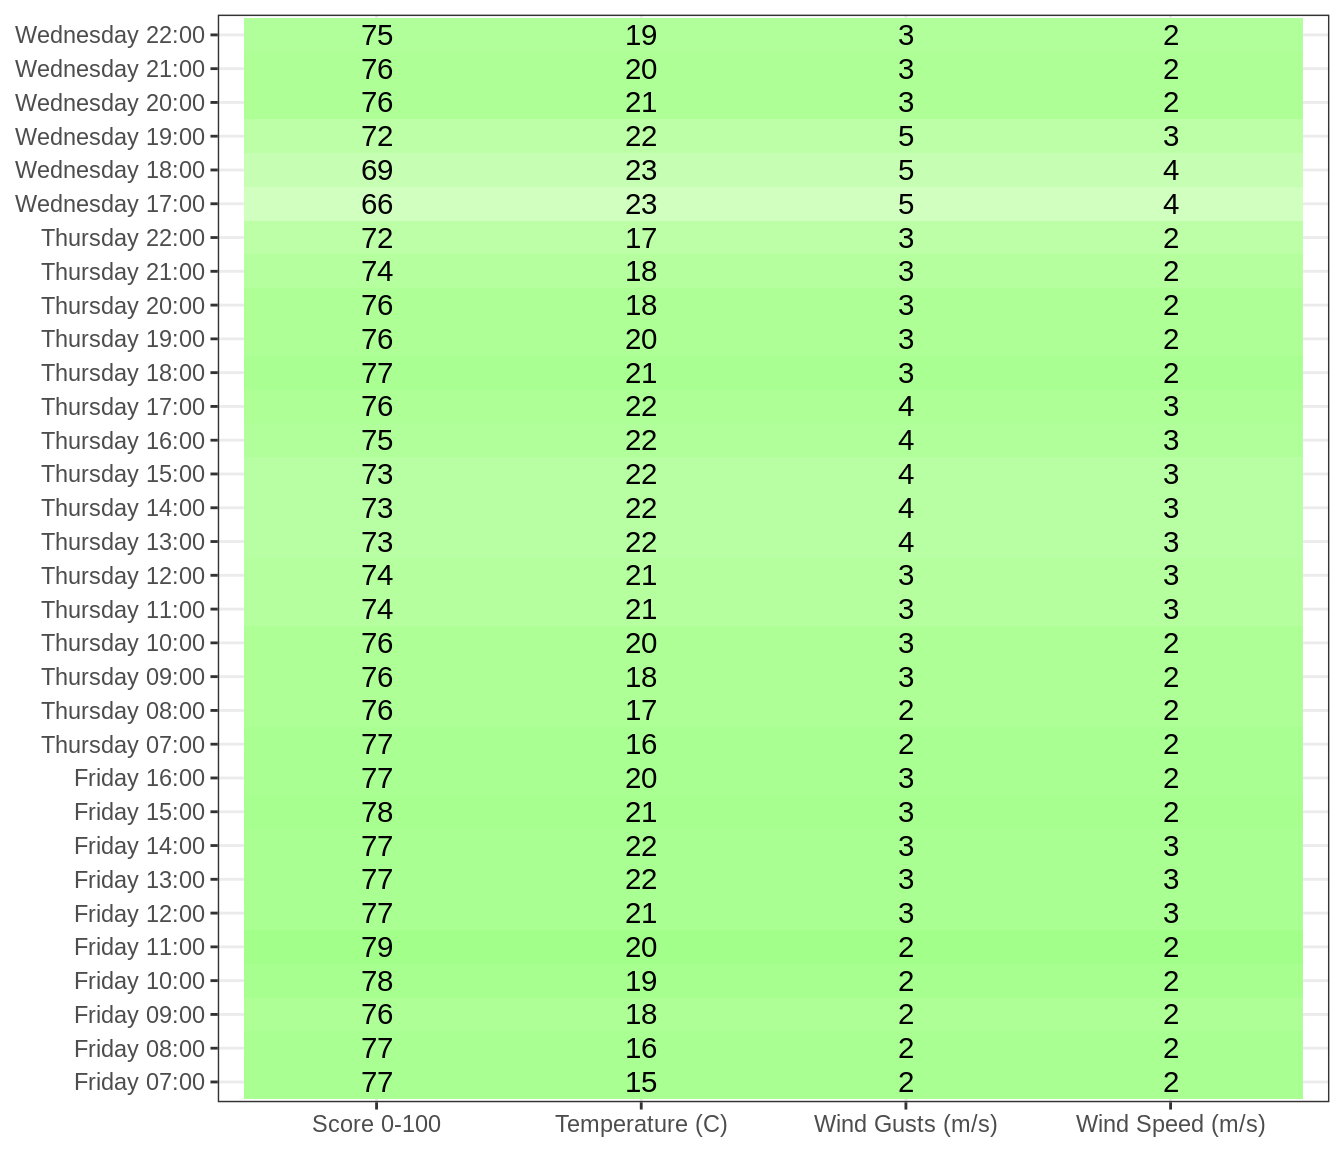 Wednesday 22:00 75 19 3 2
Wednesday 21:00 76 20 3 2
Wednesday 20:00 76 21 3 2
Wednesday 19:00 72 22 5 3
Wednesday 18:00 69 23 5 4
Wednesday 17:00 66 23 5 4
Thursday 22:00 72 17 3 2
Thursday 21:00 74 18 3 2
Thursday 20:00 76 18 3 2
Thursday 19:00 76 20 3 2
Thursday 18:00 77 21 3 2
Thursday 17:00 76 22 4 3
Thursday 16:00 75 22 4 3
Thursday 15:00 73 22 4 3
Thursday 14:00 73 22 4 3
Thursday 13:00 73 22 4 3
Thursday 12:00 74 21 3 3
Thursday 11:00 74 21 3 3
Thursday 10:00 76 20 3 2
Thursday 09:00 76 18 3 2
Thursday 08:00 76 17 2 2
Thursday 07:00 77 16 2 2
Friday 16:00 77 20 3 2
Friday 15:00 78 21 3 2
Friday 14:00 77 22 3 3
Friday 13:00 77 22 3 3
Friday 12:00 77 21 3 3
Friday 11:00 79 20 2 2
Friday 10:00 78 19 2 2
Friday 09:00 76 18 2 2
Friday 08:00 77 16 2 2
Friday 07:00 77 15 2 2
Score 0-100 Temperature (C) Wind Gusts (m/s) Wind Speed (m/s)